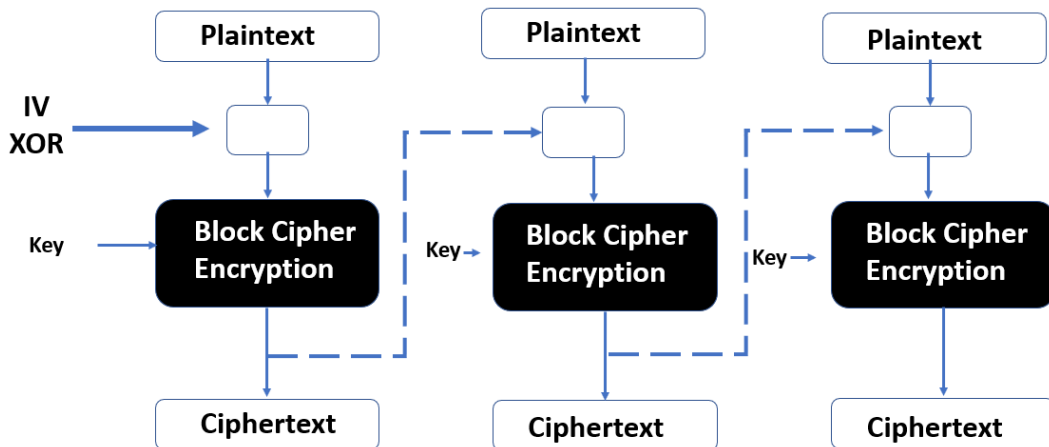 Plaintext
Plaintext
Plaintext
IV
XOR
Key
Block Cipher
Encryption
Key
Block Cipher
Encryption
Key
Block Cipher
Encryption
Ciphertext
Ciphertext
Ciphertext